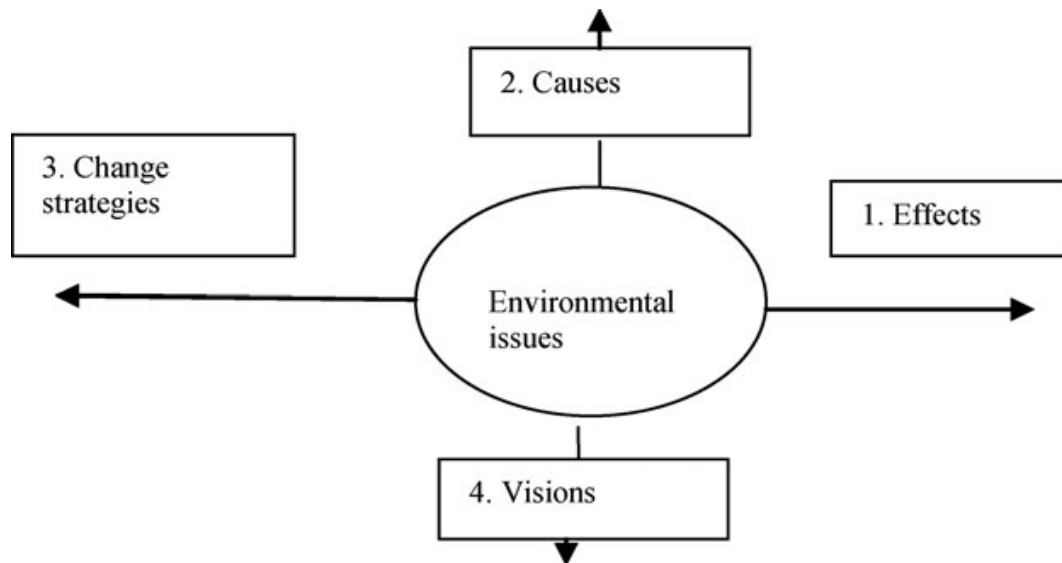 2. Causes
3. Change
strategies
1. Effects
Environmental
issues
4. Visions